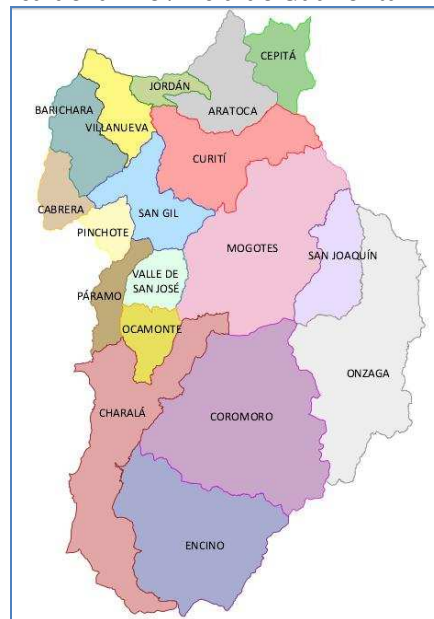 CEPITÁ
JORDÁN
ARATOCA
BARICHARA
VILLANUEVA
CURITÍ
CABRERA
SAN GIL
PINCHOTE
MOGOTES
SAN JOAQUÍN
VALLE DE
SAN JOSÉ
PÁRAMO
OCAMONTE
ONZAGA
CHARALÁ
COROMORO
ENCINO